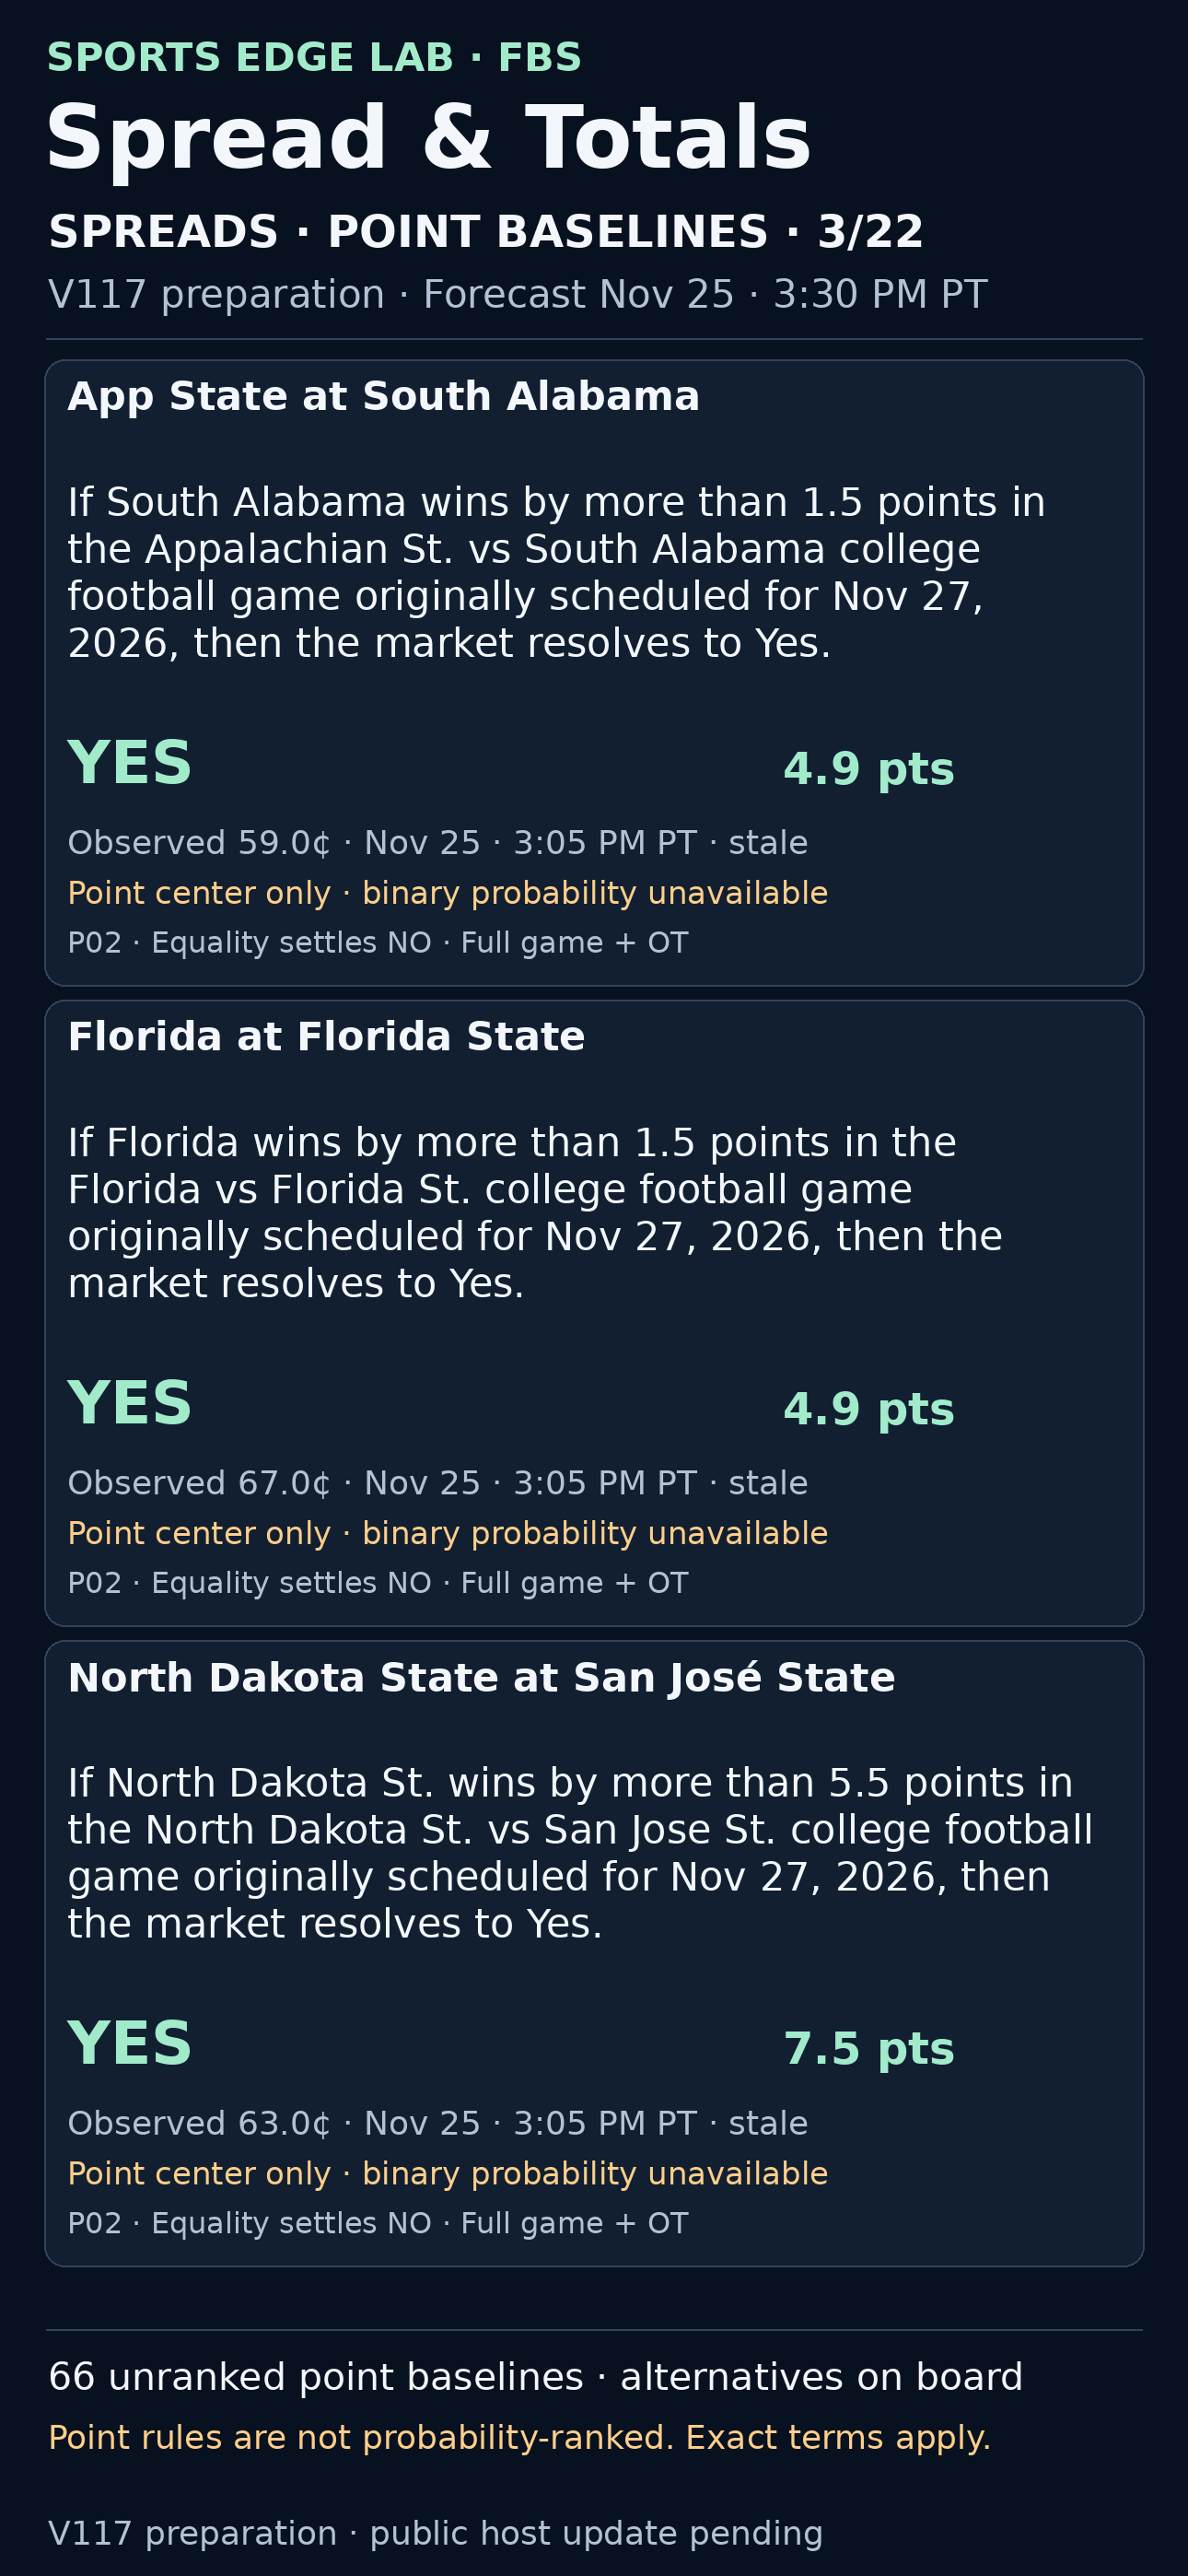 SPORTS EDGE LAB · FBS
Spread & Totals
SPREADS · POINT BASELINES · 3/22
V117 preparation · Forecast Nov 25 · 3:30 PM PT
App State at South Alabama
If South Alabama wins by more than 1.5 points in
the Appalachian St. vs South Alabama college
football game originally scheduled for Nov 27,
2026, then the market resolves to Yes.
YES 4.9 pts
Observed 59.0¢ · Nov 25 · 3:05 PM PT · stale
Point center only · binary probability unavailable
P02 · Equality settles NO · Full game + OT
Florida at Florida State
If Florida wins by more than 1.5 points in the
Florida vs Florida St. college football game
originally scheduled for Nov 27, 2026, then the
market resolves to Yes.
YES 4.9 pts
Observed 67.0¢ · Nov 25 · 3:05 PM PT · stale
Point center only · binary probability unavailable
P02 · Equality settles NO · Full game + OT
North Dakota State at San José State
If North Dakota St. wins by more than 5.5 points in
the North Dakota St. vs San Jose St. college football
game originally scheduled for Nov 27, 2026, then
the market resolves to Yes.
YES 7.5 pts
Observed 63.0¢ · Nov 25 · 3:05 PM PT · stale
Point center only · binary probability unavailable
P02 · Equality settles NO · Full game + OT
66 unranked point baselines · alternatives on board
Point rules are not probability-ranked. Exact terms apply.
V117 preparation · public host update pending